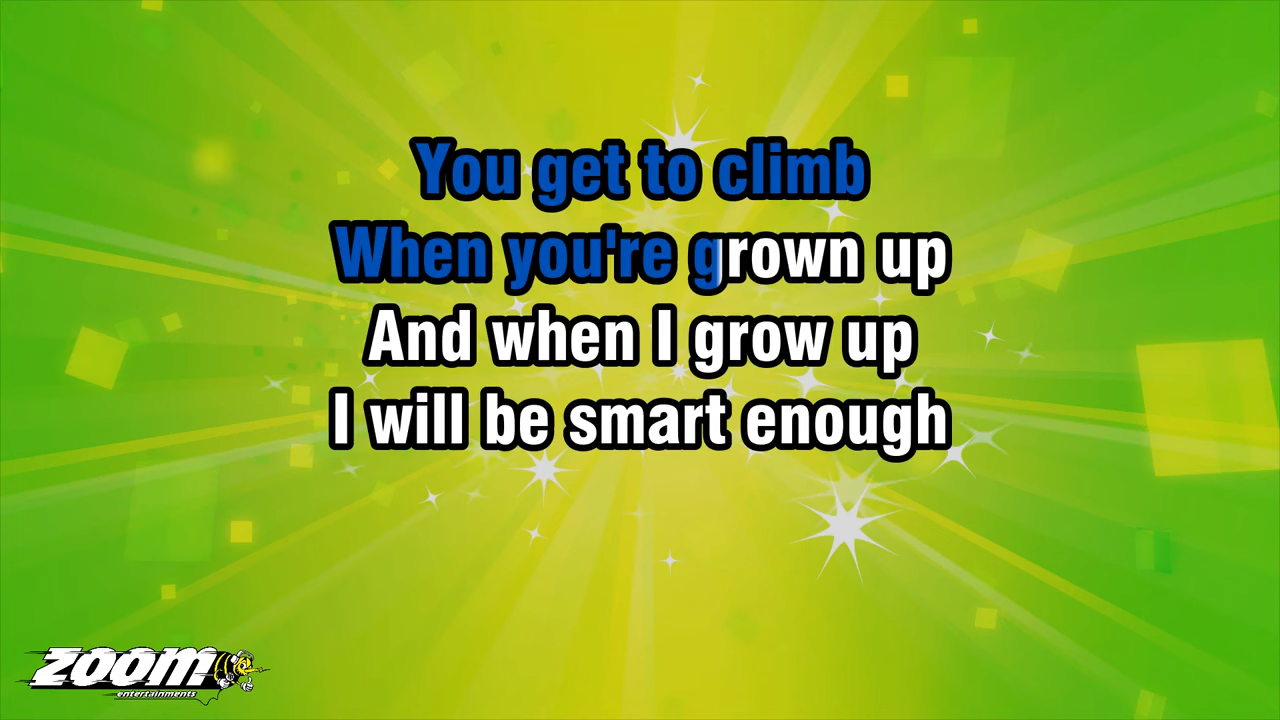 You get to climb
When you're grown up
And when I grow up
I will be smart enough
ZOOM
entertainments